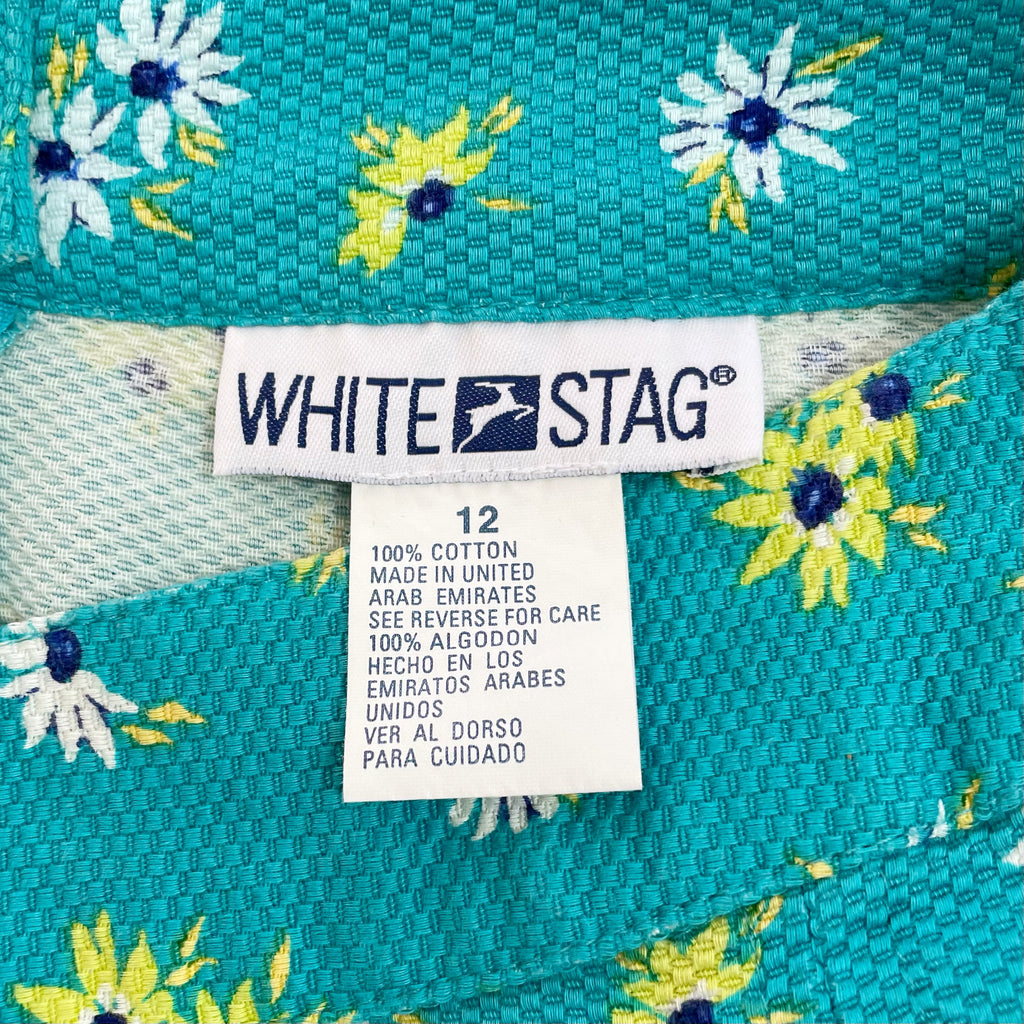 WHITE STAG®
12
100% COTTON
MADE IN UNITED
ARAB EMIRATES
SEE REVERSE FOR CARE
100% ALGODON
HECHO EN LOS
EMIRATOS ARABES
UNIDOS
VER AL DORSO
PARA CUIDADO